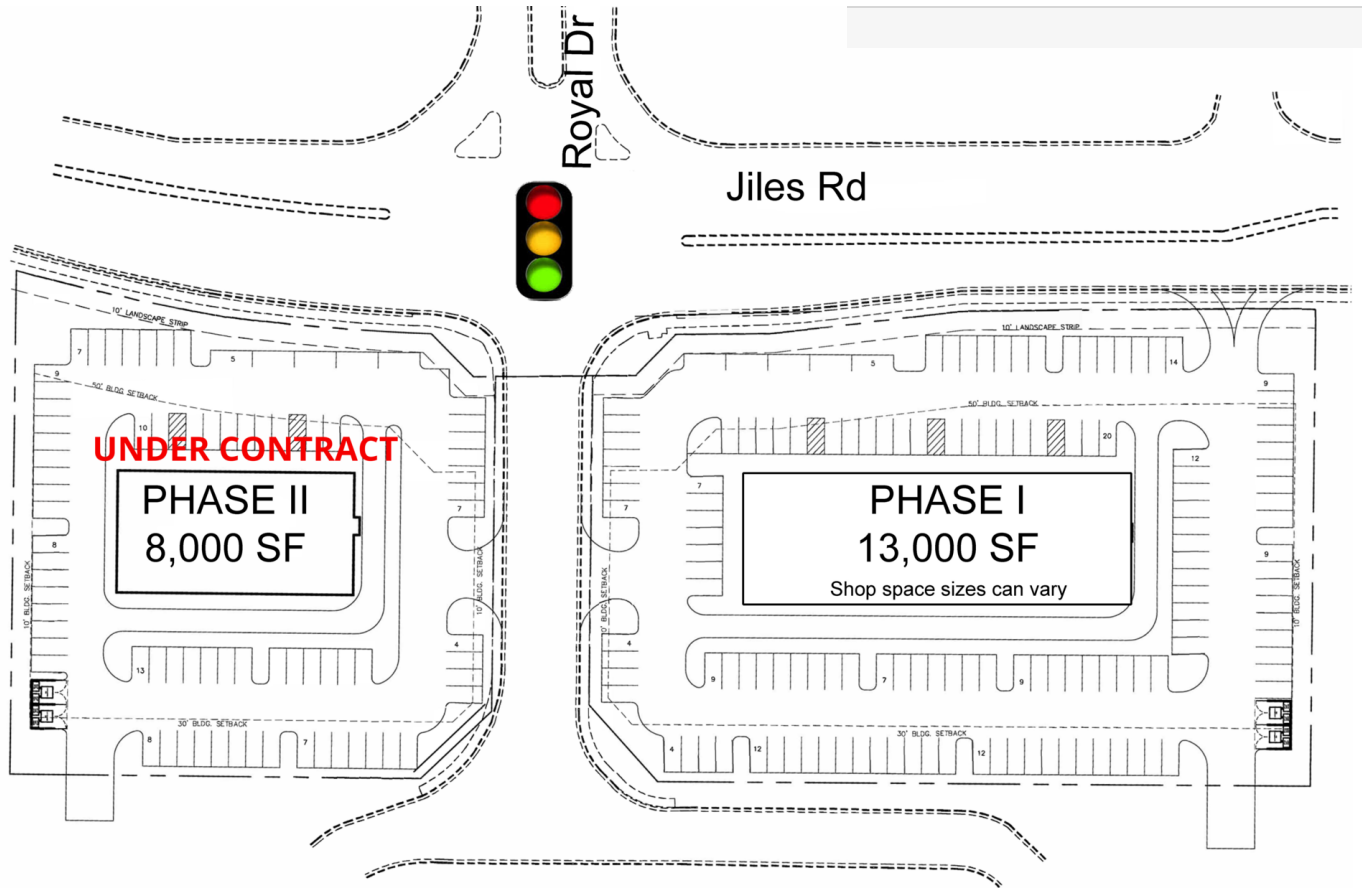 Royal Dr
Jiles Rd
10' LANDSCAPE STRIP
10' LANDSCAPE STRIP
7
5
5
14
9
9
50' BLDG. SETBACK
50' BLDG. SETBACK
10
20
UNDER CONTRACT
12
PHASE II
8,000 SF
PHASE I
13,000 SF
Shop space sizes can vary
7
7
7
8
9
10' BLDG. SETBACK
10' BLDG. SETBACK
10' BLDG. SETBACK
10' BLDG. SETBACK
4
4
13
9
7
9
30' BLDG. SETBACK
30' BLDG. SETBACK
8
7
4
12
12